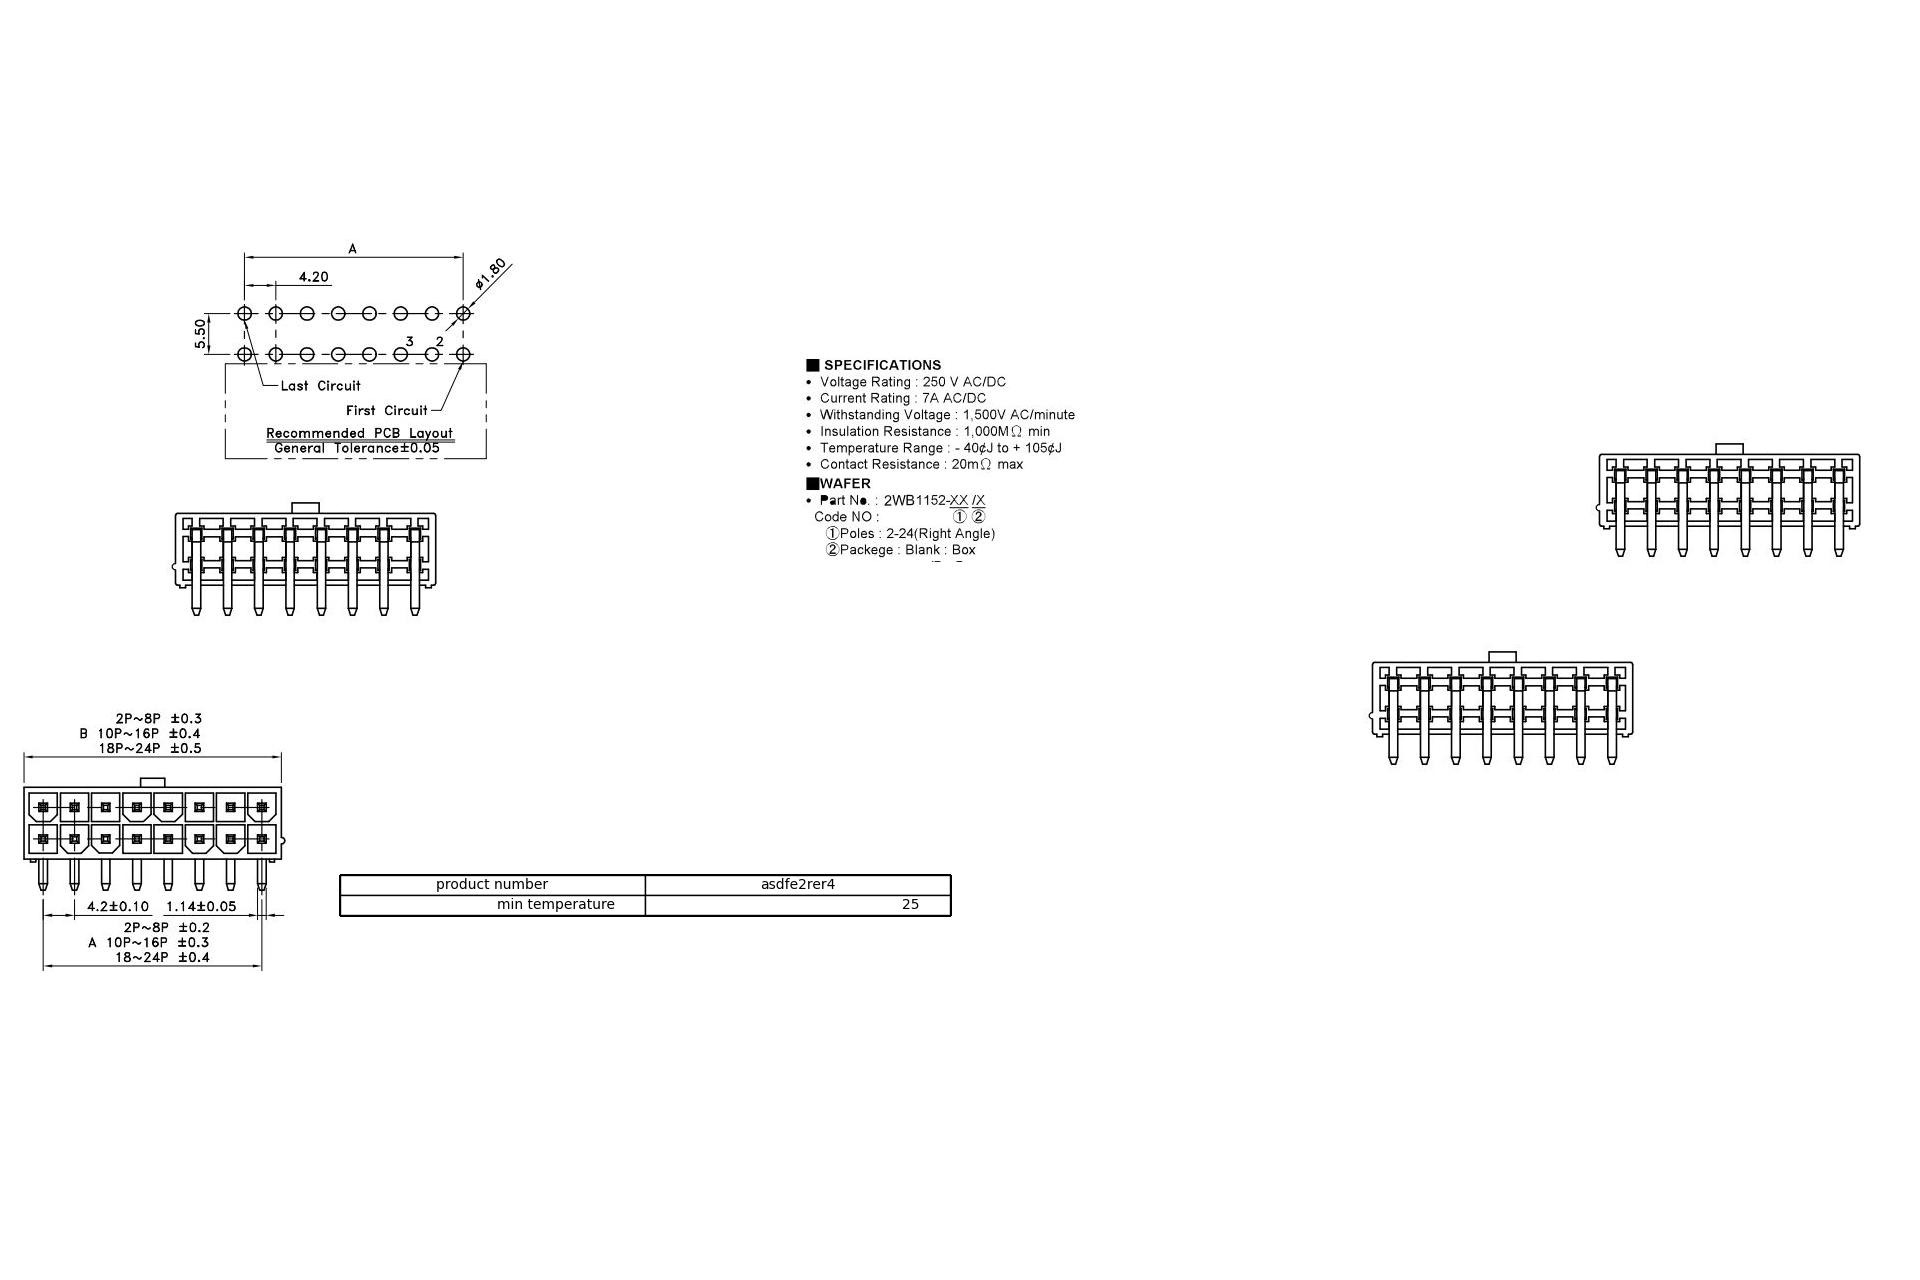 A
4.20
ø1.80
5.50
3 2
Last Circuit
First Circuit
Recommended PCB Layout
General Tolerance±0.05
SPECIFICATIONS
• Voltage Rating : 250 V AC/DC
• Current Rating : 7A AC/DC
• Withstanding Voltage : 1,500V AC/minute
• Insulation Resistance : 1,000MΩ min
• Temperature Range : - 40¢J to + 105¢J
• Contact Resistance : 20mΩ max
WAFER
• Part No. : 2WB1152-XX /X
Code NO : ① ②
①Poles : 2-24(Right Angle)
②Packege : Blank : Box
2P~8P ±0.3
B 10P~16P ±0.4
18P~24P ±0.5
4.2±0.10 1.14±0.05
2P~8P ±0.2
A 10P~16P ±0.3
18~24P ±0.4
product number asdfe2rer4
min temperature 25